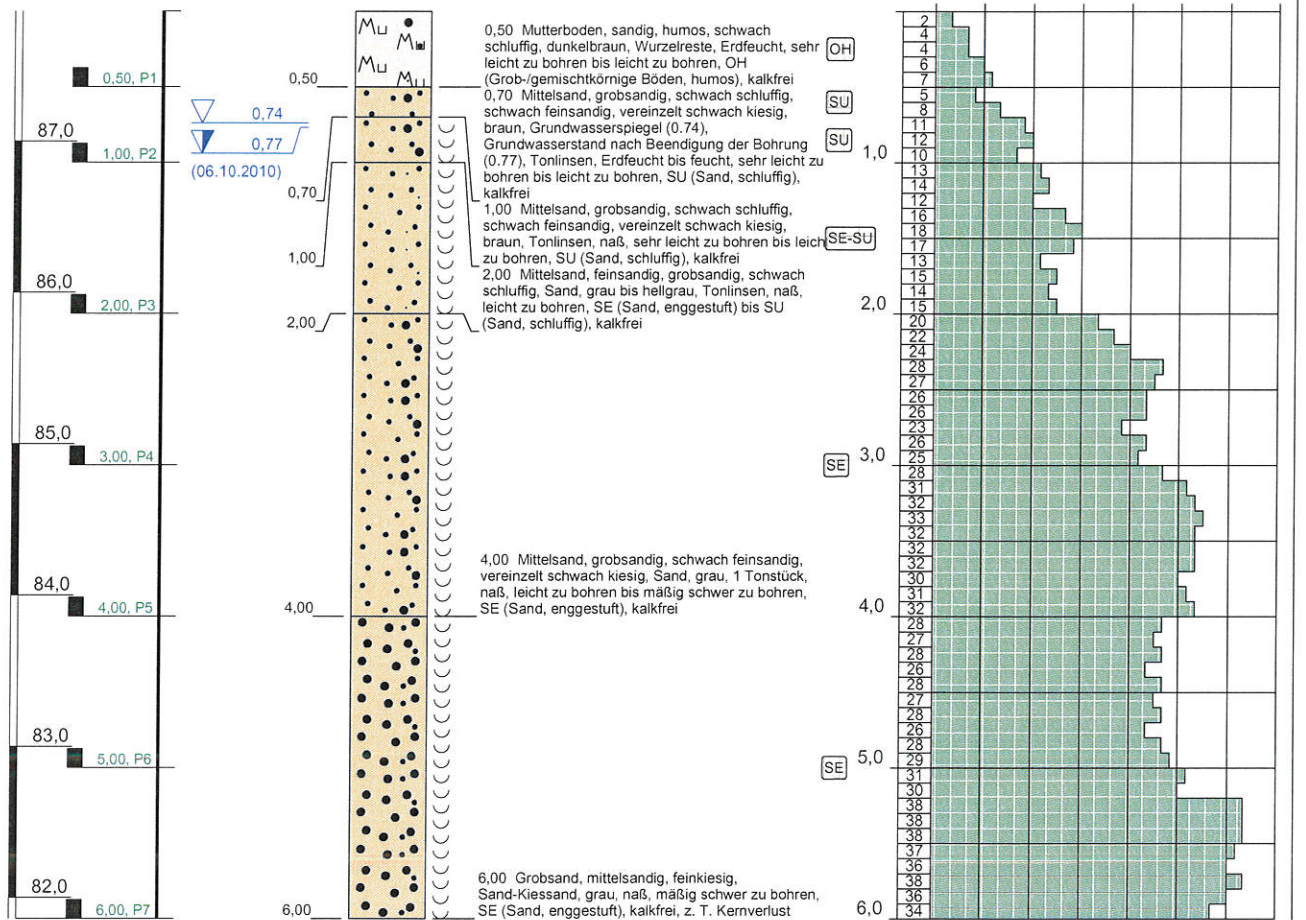 87,0
86,0
85,0
84,0
83,0
82,0
0,50, P1
1,00, P2
2,00, P3
3,00, P4
4,00, P5
5,00, P6
6,00, P7
0,74
0,77
(06.10.2010)
0,50
0,70
1,00
2,00
4,00
6,00
Mu
Mu
Mu
Mu
0,50 Mutterboden, sandig, humos, schwach
schluffig, dunkelbraun, Wurzelreste, Erdfeucht, sehr
leicht zu bohren bis leicht zu bohren, OH
(Grob-/gemischtkörnige Böden, humos), kalkfrei
0,70 Mittelsand, grobsandig, schwach schluffig,
schwach feinsandig, vereinzelt schwach kiesig,
braun, Grundwasserspiegel (0.74),
Grundwasserstand nach Beendigung der Bohrung
(0.77), Tonlinsen, Erdfeucht bis feucht, sehr leicht zu
bohren bis leicht zu bohren, SU (Sand, schluffig),
kalkfrei
1,00 Mittelsand, grobsandig, schwach schluffig,
schwach feinsandig, vereinzelt schwach kiesig,
braun, Tonlinsen, naß, sehr leicht zu bohren bis leich
zu bohren, SU (Sand, schluffig), kalkfrei
2,00 Mittelsand, feinsandig, grobsandig, schwach
schluffig, Sand, grau bis hellgrau, Tonlinsen, naß,
leicht zu bohren, SE (Sand, enggestuft) bis SU
(Sand, schluffig), kalkfrei
4,00 Mittelsand, grobsandig, schwach feinsandig,
vereinzelt schwach kiesig, Sand, grau, 1 Tonstück,
naß, leicht zu bohren bis mäßig schwer zu bohren,
SE (Sand, enggestuft), kalkfrei
6,00 Grobsand, mittelsandig, feinkiesig,
Sand-Kiessand, grau, naß, mäßig schwer zu bohren,
SE (Sand, enggestuft), kalkfrei, z. T. Kernverlust
OH
SU
SU
SE-SU
SE
SE
1,0
2,0
3,0
4,0
5,0
6,0
2
4
4
6
7
5
8
11
12
10
13
14
12
16
18
17
13
15
14
15
20
22
24
28
27
26
26
23
26
25
28
31
32
33
32
32
32
30
31
32
28
27
28
26
28
27
28
26
28
29
31
30
38
38
38
37
36
38
36
34